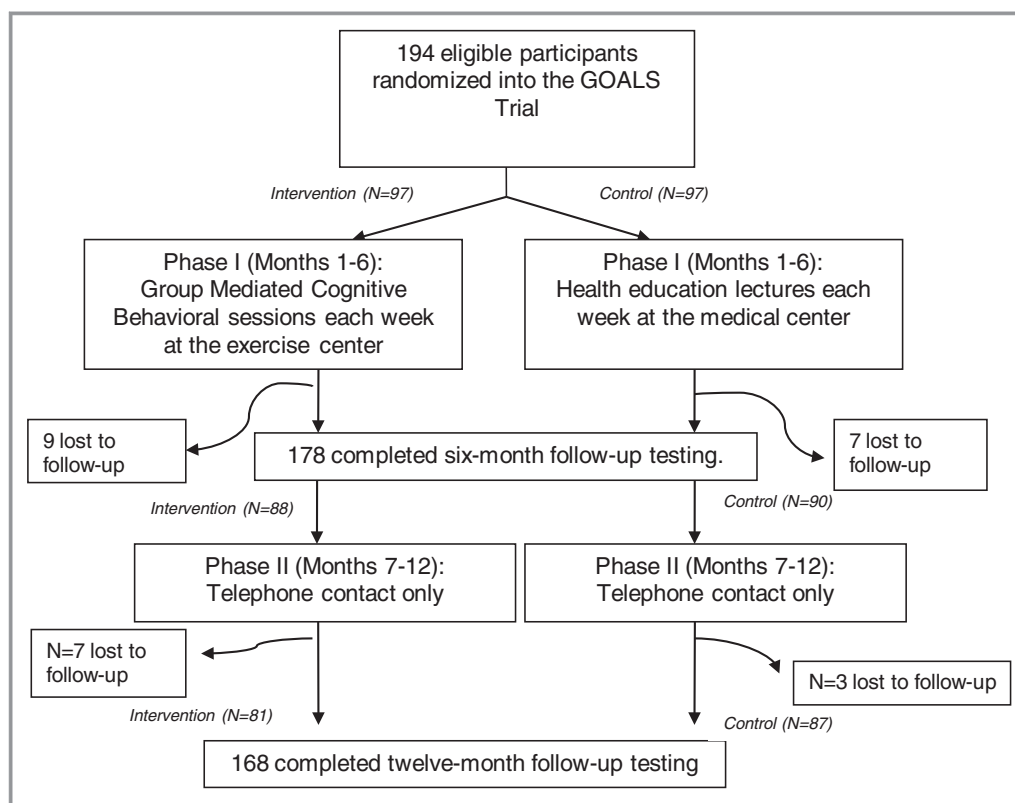 194 eligible participants
randomized into the GOALS
Trial
Intervention (N=97)
Control (N=97)
Phase I (Months 1-6):
Group Mediated Cognitive
Behavioral sessions each week
at the exercise center
Phase I (Months 1-6):
Health education lectures each
week at the medical center
9 lost to
follow-up
178 completed six-month follow-up testing.
7 lost to
follow-up
Intervention (N=88)
Control (N=90)
Phase II (Months 7-12):
Telephone contact only
Phase II (Months 7-12):
Telephone contact only
N=7 lost to
follow-up
N=3 lost to follow-up
Intervention (N=81)
Control (N=87)
168 completed twelve-month follow-up testing